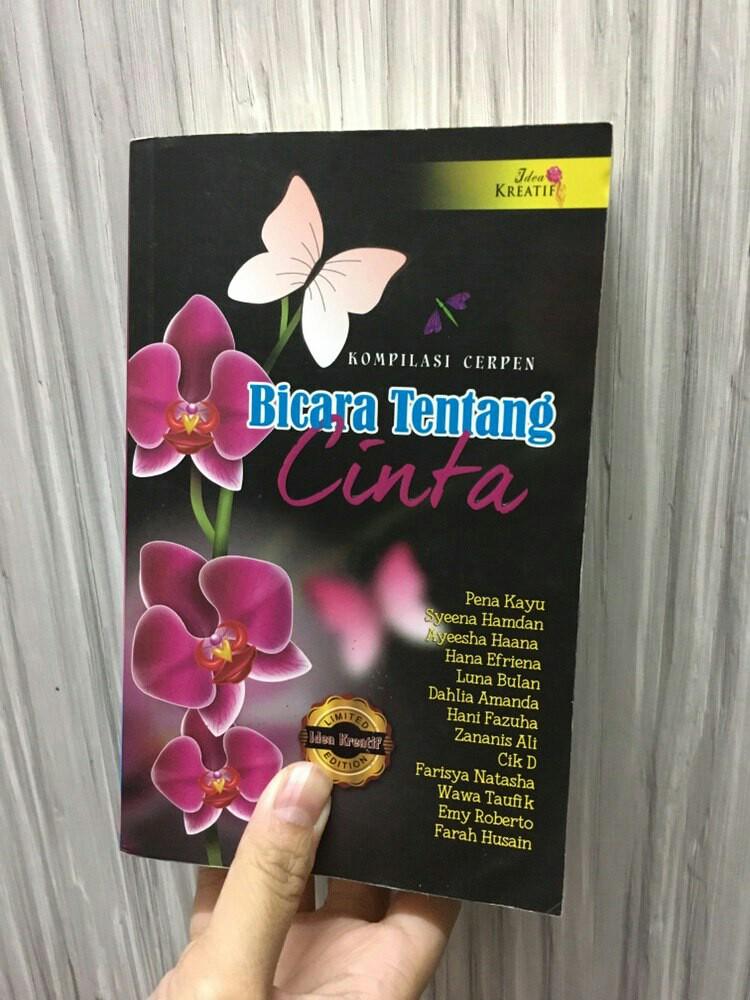 Idea
KREATIF
KOMPILASI CERPEN
Bicara Tentang
Cinta
Pena Kayu
Syeena Hamdan
Ayeesha Haana
Hana Efriena
Luna Bulan
Dahlia Amanda
Hani Fazuha
Zananis Ali
Cik D
Farisya Natasha
Wawa Taufik
Emy Roberto
Farah Husain
LIMITED
Idea Kreatif
EDITION